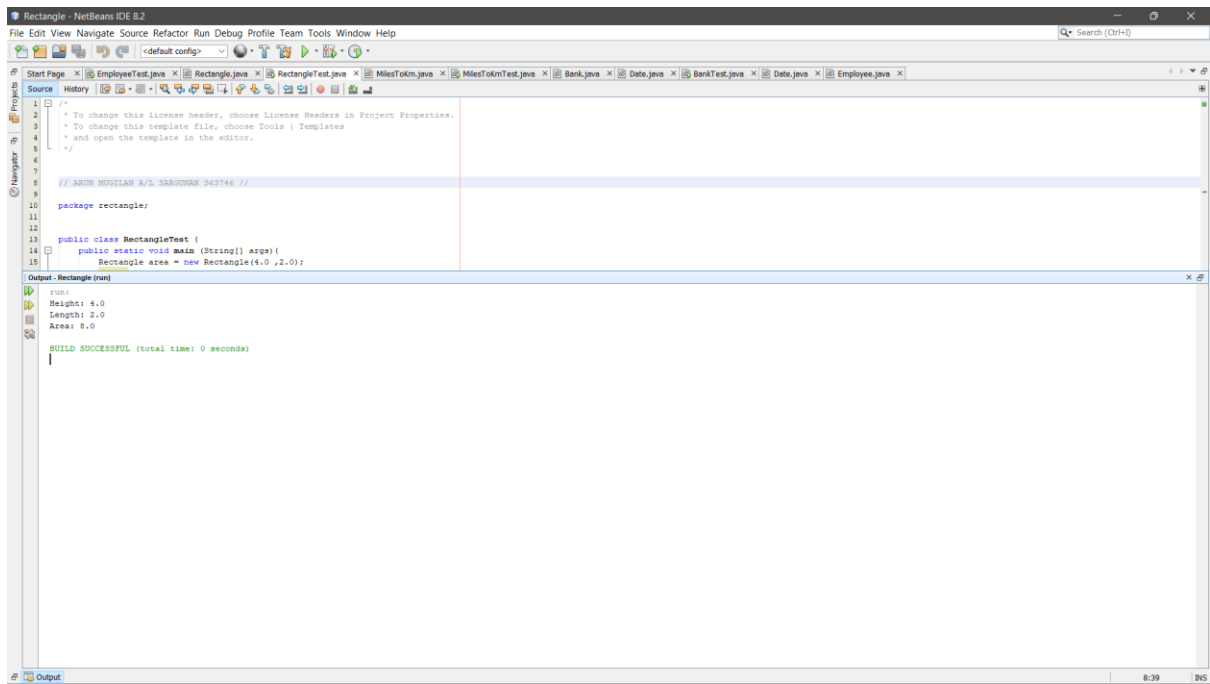 Rectangle - NetBeans IDE 8.2
File Edit View Navigate Source Refactor Run Debug Profile Team Tools Window Help
Search (Ctrl+I)
<default config>
Start Page EmployeeTest.java Rectangle.java RectangleTest.java MilesToKm.java MilesToKmTest.java Bank.java Date.java BankTest.java Date.java Employee.java
Projects
Navigator
Source History
1 /*
2 * To change this license header, choose License Headers in Project Properties.
3 * To change this template file, choose Tools | Templates
4 * and open the template in the editor.
5 */
6
7
8 // ARUN MUGILAN A/L SARGUNAN S63746 //
9
10 package rectangle;
11
12
13 public class RectangleTest {
14 public static void main (String[] args){
15 Rectangle area = new Rectangle(4.0 ,2.0);
Output - Rectangle (run)
run:
Height: 4.0
Length: 2.0
Area: 8.0
BUILD SUCCESSFUL (total time: 0 seconds)
Output
8:39 INS